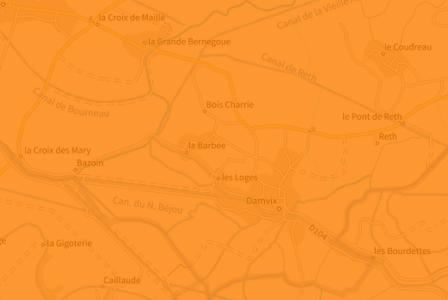 la Croix de Maille
Canal de la Vieille
la Grande Bernegoue
le Coudreau
Canal de Reth
Canal de Bourneau
Bois Charrie
le Pont de Reth
Reth
la Croix des Mary
la Barbée
Bazoin
les Loges
Can. du N. Béjou
Damvix
D104
la Gigoterie
les Bourdettes
Caillaude